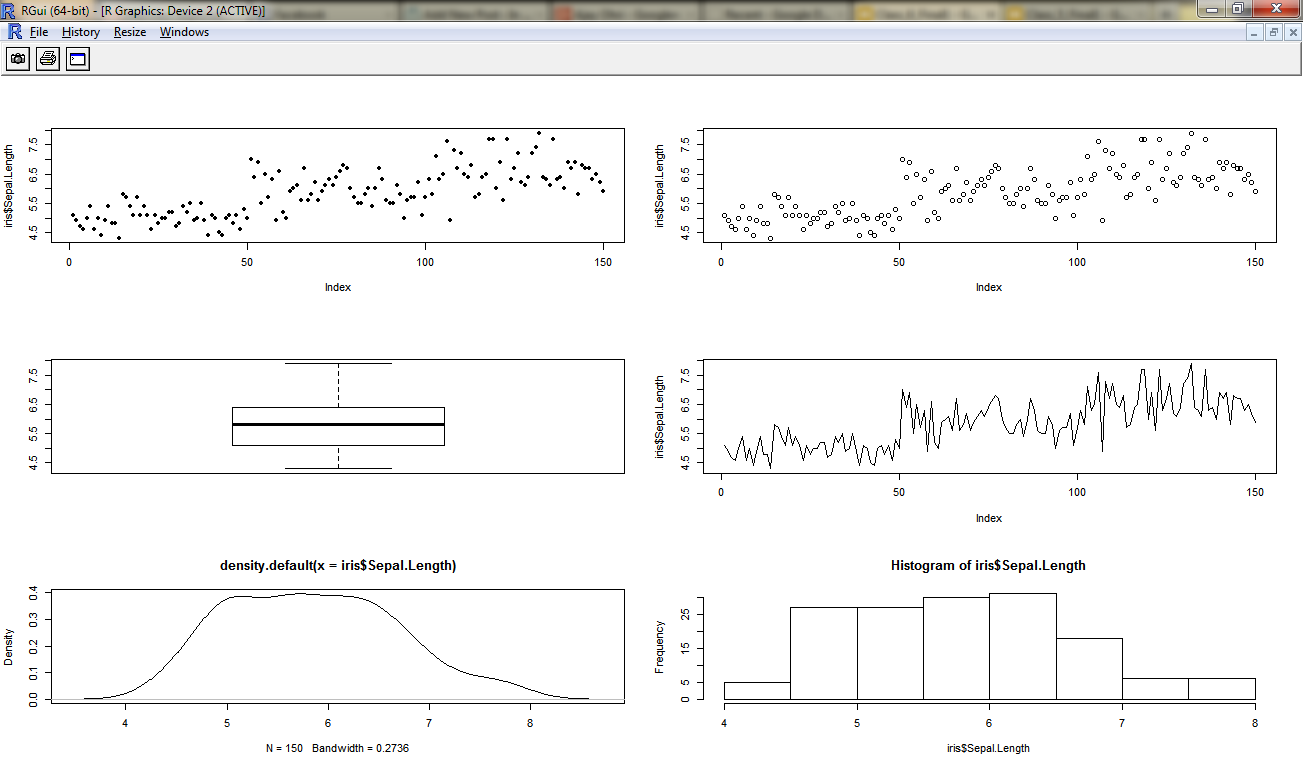 RGui (64-bit) - [R Graphics: Device 2 (ACTIVE)]
File History Resize Windows
iris$Sepal.Length
4.5 5.5 6.5 7.5
0 50 100 150
Index
iris$Sepal.Length
4.5 5.5 6.5 7.5
0 50 100 150
Index
4.5 5.5 6.5 7.5
iris$Sepal.Length
4.5 5.5 6.5 7.5
0 50 100 150
Index
density.default(x = iris$Sepal.Length)
Density
0.0 0.1 0.2 0.3 0.4
4 5 6 7 8
N = 150 Bandwidth = 0.2736
Histogram of iris$Sepal.Length
Frequency
0 5 15 25
4 5 6 7 8
iris$Sepal.Length